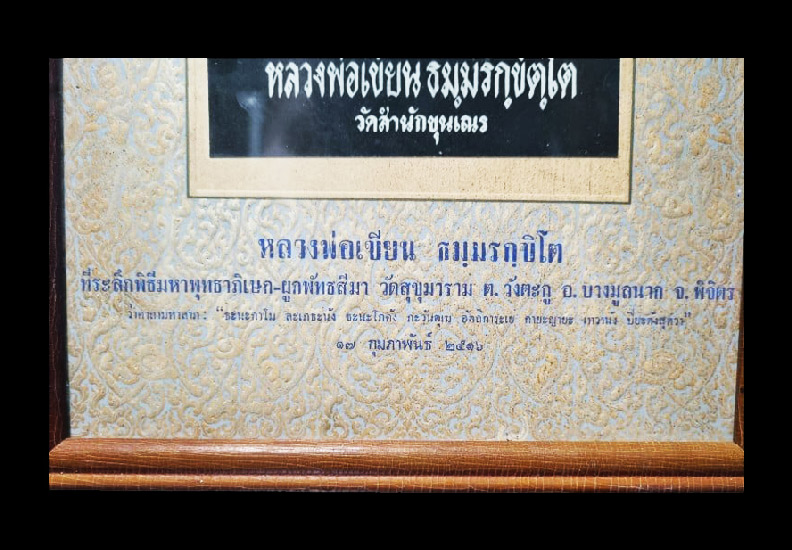 หลวงพ่อเขียน ธมฺมรกฺขิตฺโต
วัดสำนักขุนเณร
หลวงพ่อเขียน ธมฺมรกฺขิโต
ที่ระลึกพิธีมหาพุทธาภิเษก-ผูกพัทธสีมา วัดสุขุมาราม ต. วังตะกู อ. บางมูลนาค จ. พิจิตร
๑๗ กุมภาพันธ์ ๒๕๑๖